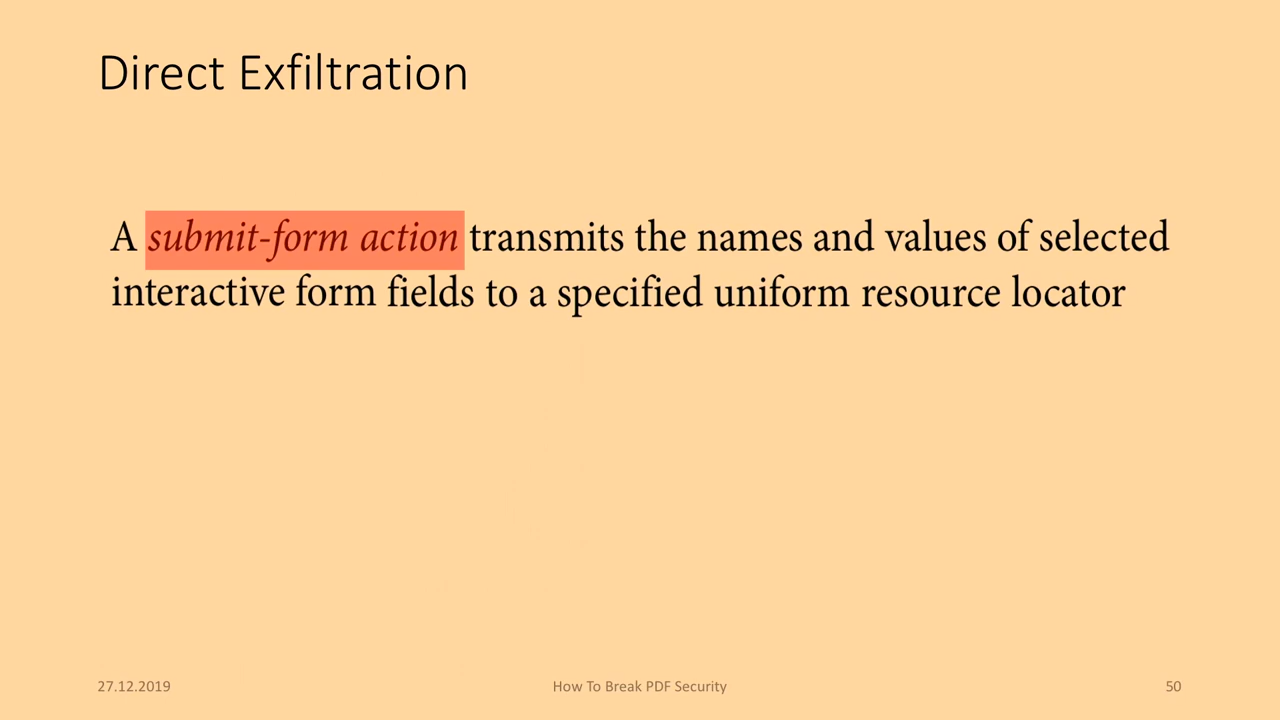 Direct Exfiltration
A submit-form action transmits the names and values of selected
interactive form fields to a specified uniform resource locator
27.12.2019
How To Break PDF Security
50